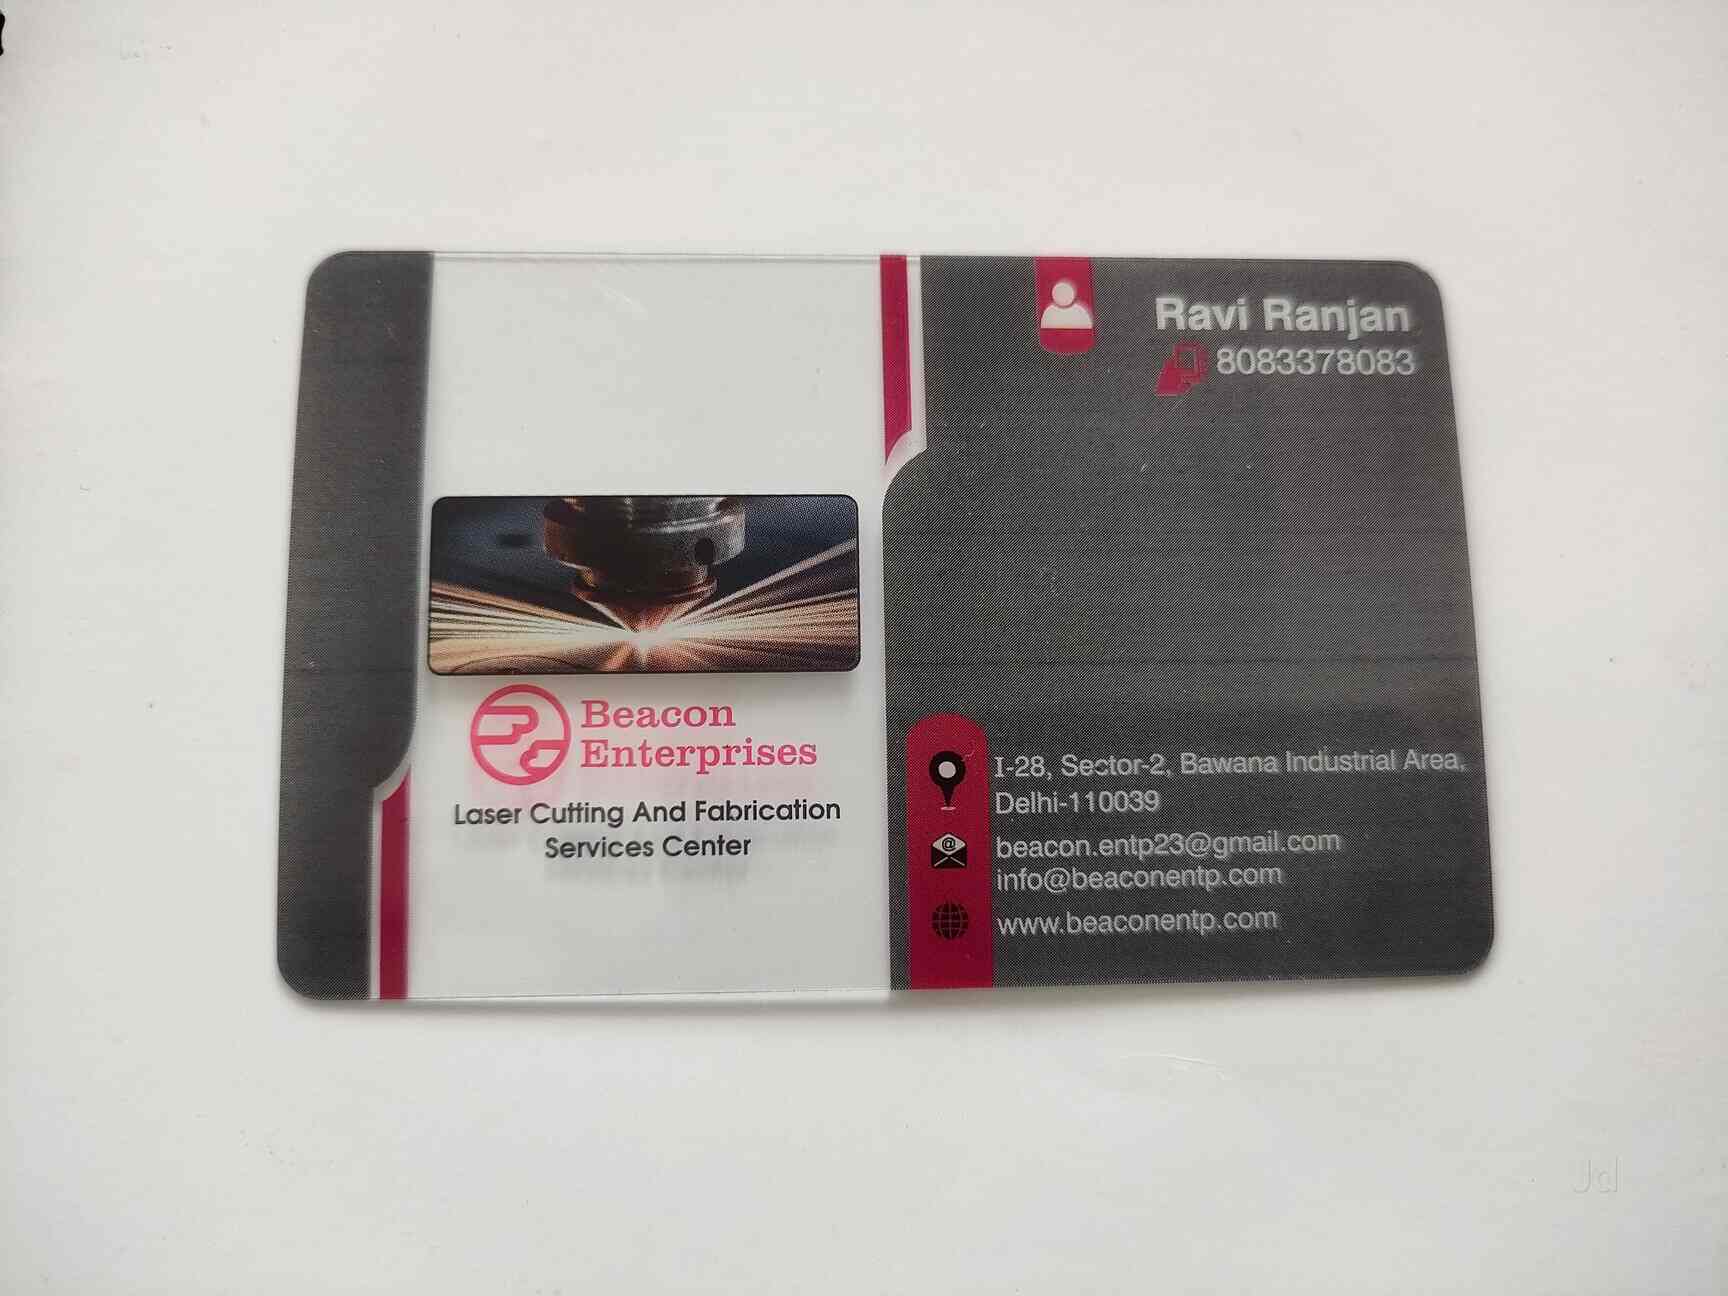 Beacon
Enterprises
Laser Cutting And Fabrication
Services Center
Ravi Ranjan
8083378083
I-28, Sector-2, Bawana Industrial Area,
Delhi-110039
beacon.entp23@gmail.com
info@beaconentp.com
www.beaconentp.com
Jd